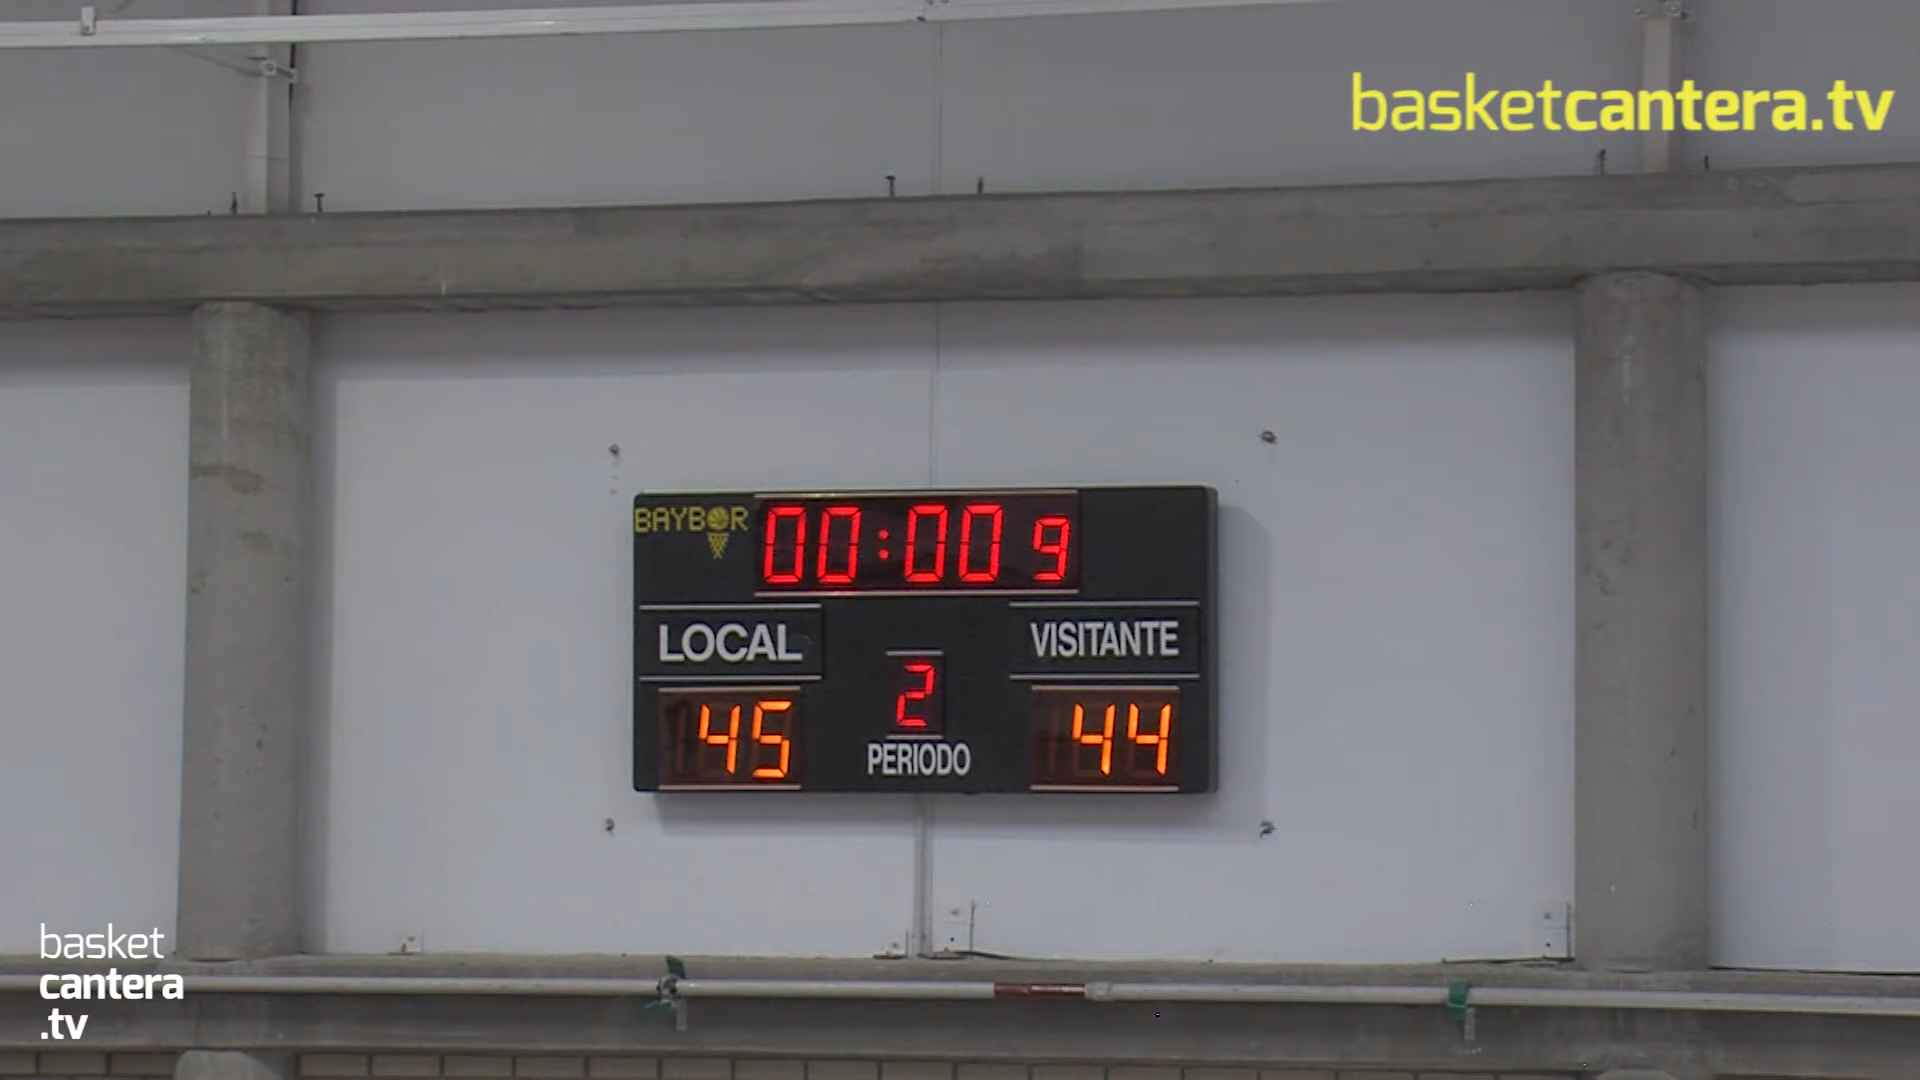 basketcantera.tv
BAYBOR 00:00 9
LOCAL
VISITANTE
45
2
44
PERIODO
basket
cantera
.tv